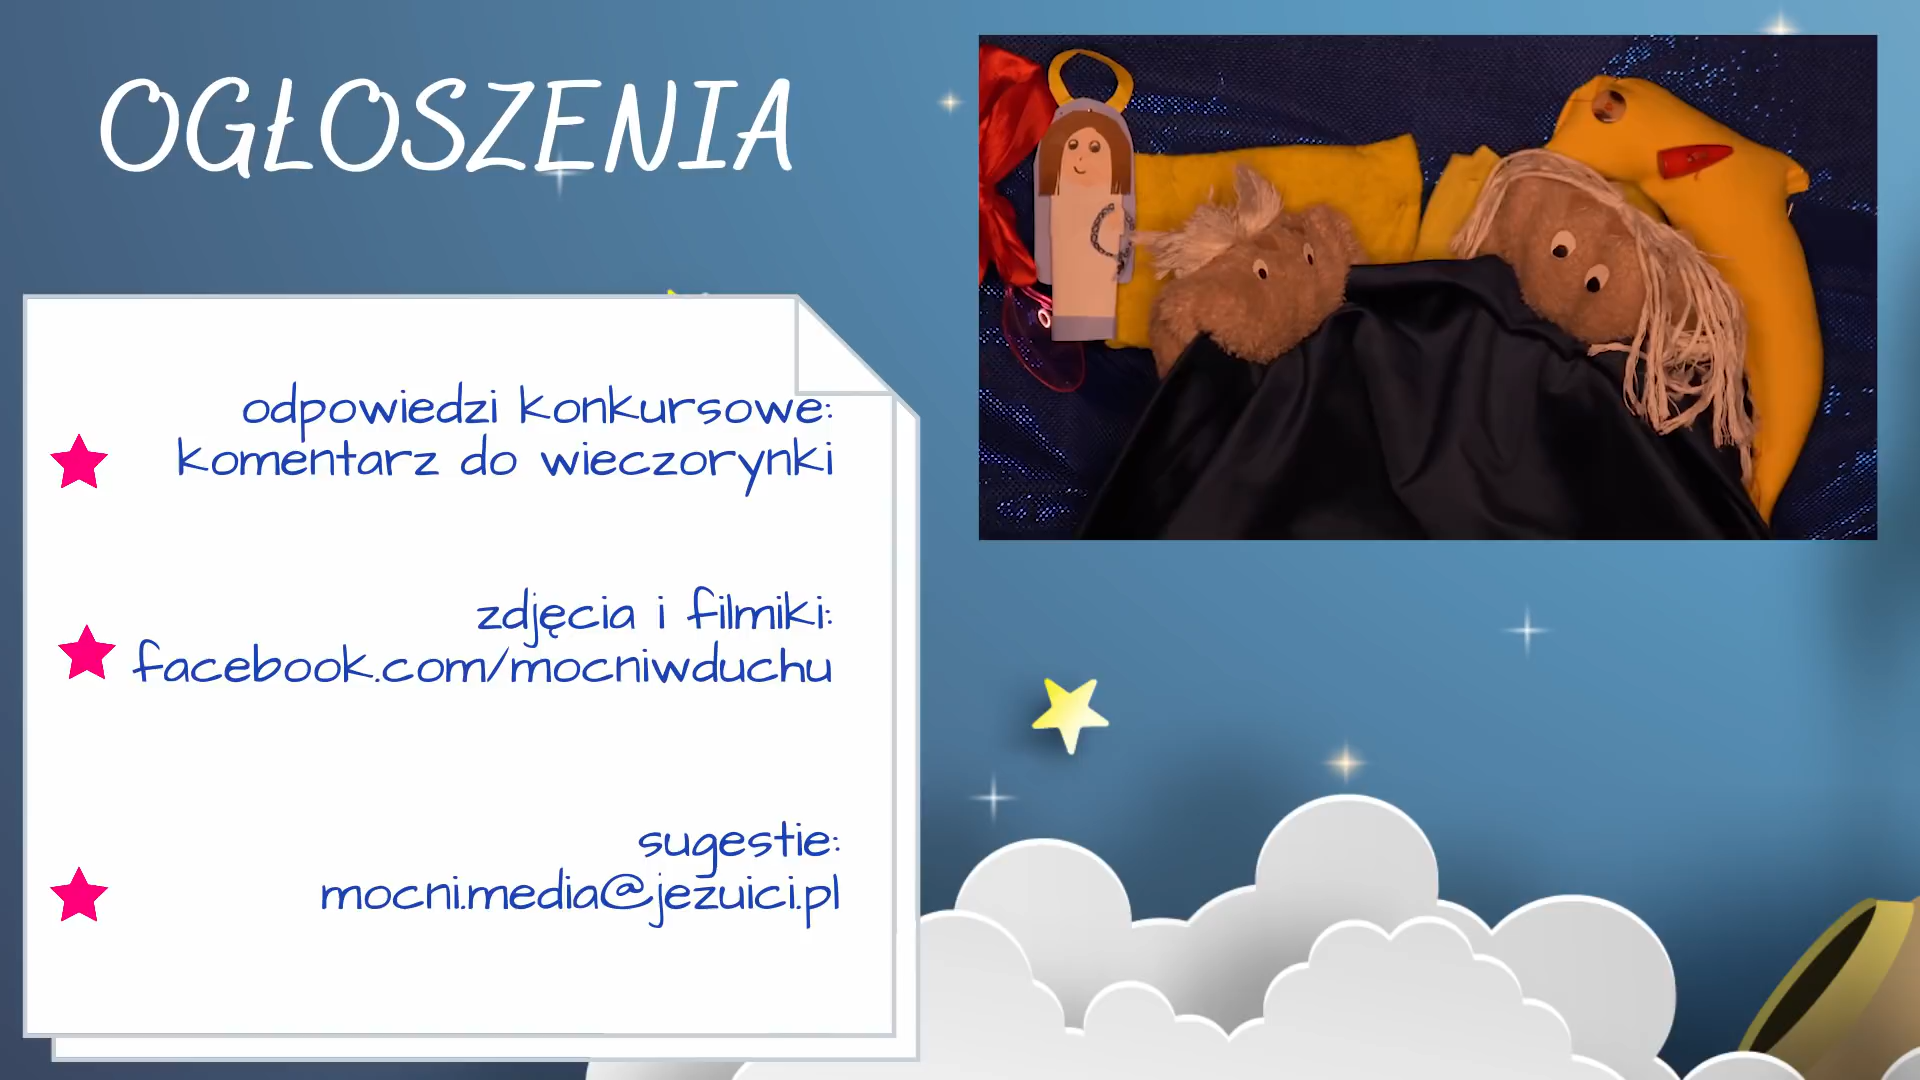 OGŁOSZENIA
odpowiedzi konkursowe:
komentarz do wieczorynki
zdjęcia i filmiki:
facebook.com/mocniwduchu
sugestie:
mocni.media@jezuici.pl